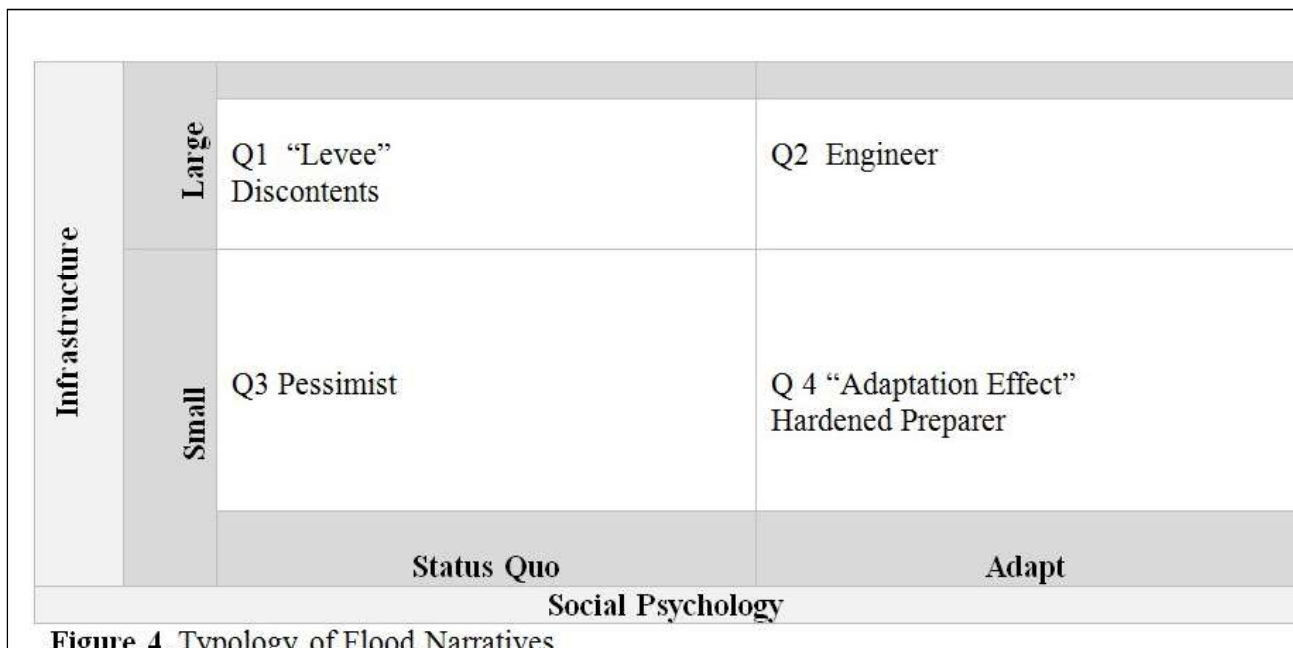 Infrastructure
Large
Q1 “Levee”
Discontents
Q2 Engineer
Small
Q3 Pessimist
Q 4 “Adaptation Effect”
Hardened Preparer
Status Quo
Adapt
Social Psychology
Figure 4. Typology of Flood Narratives